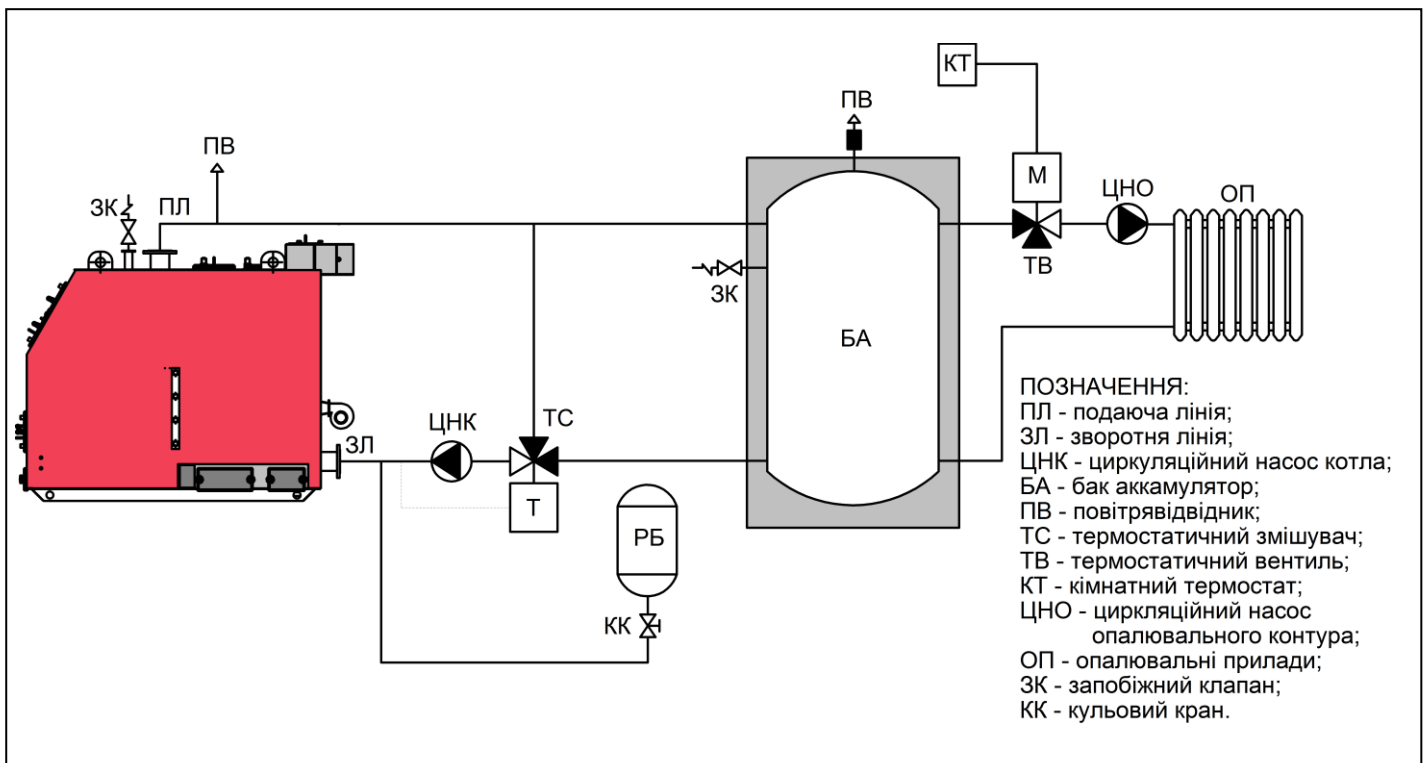 КТ
ПВ
ПВ
М
ЦНО
ОП
ЗК
ПЛ
ТВ
ЗК
БА
ПОЗНАЧЕННЯ:
ПЛ - подаюча лінія;
ЗЛ - зворотня лінія;
ЦНК - циркуляційний насос котла;
БА - бак аккамулятор;
ПВ - повітрявідвідник;
ТС - термостатичний змішувач;
ТВ - термостатичний вентиль;
КТ - кімнатний термостат;
ЦНО - циркляційний насос
опалювального контура;
ОП - опалювальні прилади;
ЗК - запобіжний клапан;
КК - кульовий кран.
ЦНК
ТС
ЗЛ
Т
РБ
КК